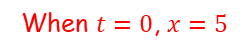 When t = 0, x = 5